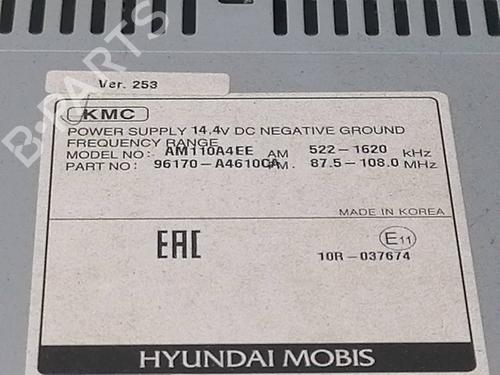 Ver. 253
KMC
POWER SUPPLY 14.4V DC NEGATIVE GROUND
FREQUENCY RANGE
MODEL NO: AM110A4EE AM 522-1620 kHz
PART NO: 96170-A4610CA FM. 87.5-108.0 MHz
MADE IN KOREA
EAC
E11
10R-037674
HYUNDAI MOBIS
B-PARTS